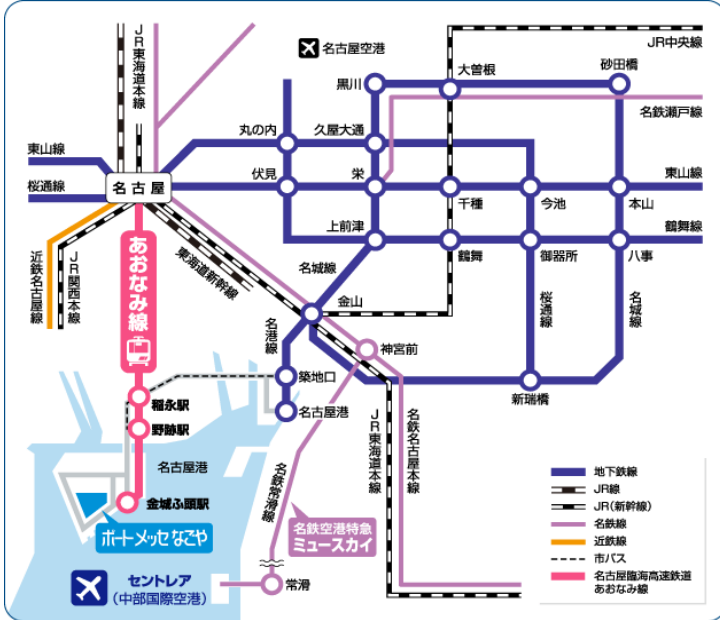 JR東海道本線
名古屋空港
JR中央線
大曽根
砂田橋
黒川
名鉄瀬戸線
丸の内
久屋大通
東山線
伏見
栄
東山線
桜通線
名古屋
千種
今池
本山
上前津
鶴舞線
近鉄名古屋線
JR関西本線
あおなみ線
東海道新幹線
名城線
鶴舞
御器所
八事
金山
桜通線
名城線
名港線
神宮前
築地口
新瑞橋
稲永駅
名古屋港
野跡駅
JR東海道本線
名鉄名古屋本線
名古屋港
名鉄常滑線
地下鉄線
JR線
金城ふ頭駅
JR(新幹線)
名鉄空港特急
ミュースカイ
名鉄線
ポートメッセなごや
近鉄線
市バス
セントレア
(中部国際空港)
常滑
名古屋臨海高速鉄道
あおなみ線